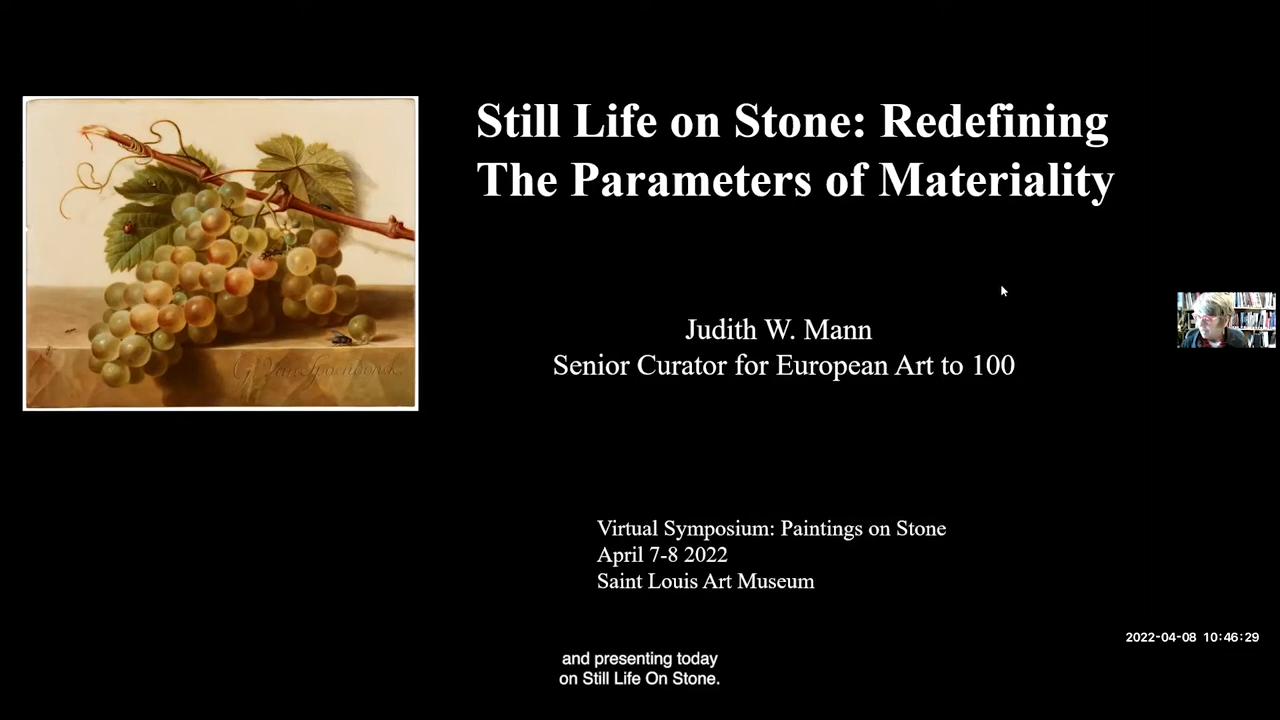 Still Life on Stone: Redefining
The Parameters of Materiality
Judith W. Mann
Senior Curator for European Art to 100
G. Van Spaendonck
Virtual Symposium: Paintings on Stone
April 7-8 2022
Saint Louis Art Museum
2022-04-08 10:46:29
and presenting today
on Still Life On Stone.